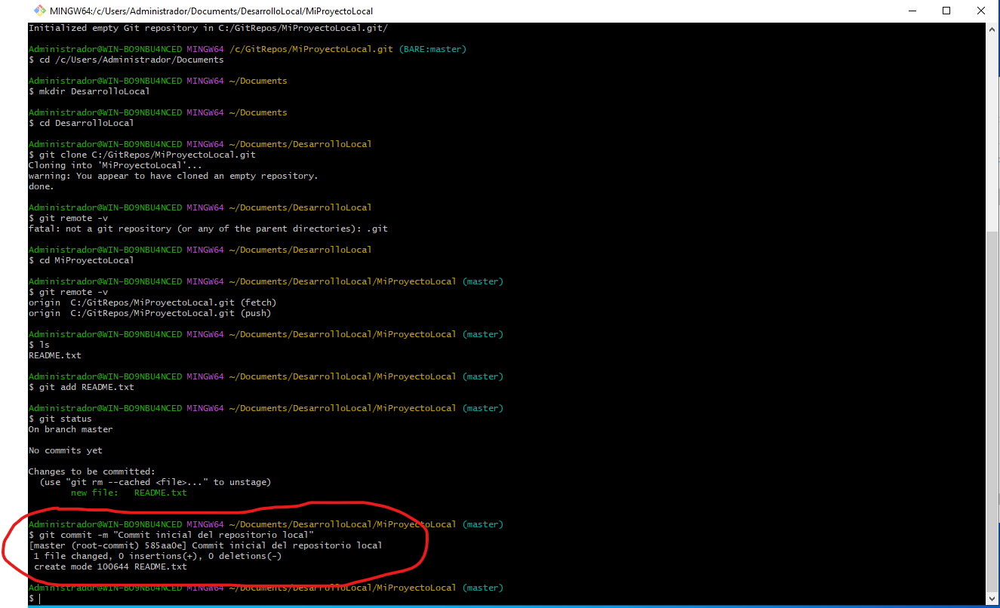 MINGW64:/c/Users/Administrador/Documents/DesarrolloLocal/MiProyectoLocal
Initialized empty Git repository in C:/GitRepos/MiProyectoLocal.git/
Administrador@WIN-BO9NBU4NCED MINGW64 /c/GitRepos/MiProyectoLocal.git (BARE:master)
$ cd /c/Users/Administrador/Documents
Administrador@WIN-BO9NBU4NCED MINGW64 ~/Documents
$ mkdir DesarrolloLocal
Administrador@WIN-BO9NBU4NCED MINGW64 ~/Documents
$ cd DesarrolloLocal
Administrador@WIN-BO9NBU4NCED MINGW64 ~/Documents/DesarrolloLocal
$ git clone C:/GitRepos/MiProyectoLocal.git
Cloning into 'MiProyectoLocal'...
warning: You appear to have cloned an empty repository.
done.
Administrador@WIN-BO9NBU4NCED MINGW64 ~/Documents/DesarrolloLocal
$ git remote -v
fatal: not a git repository (or any of the parent directories): .git
Administrador@WIN-BO9NBU4NCED MINGW64 ~/Documents/DesarrolloLocal
$ cd MiProyectoLocal
Administrador@WIN-BO9NBU4NCED MINGW64 ~/Documents/DesarrolloLocal/MiProyectoLocal (master)
$ git remote -v
origin  C:/GitRepos/MiProyectoLocal.git (fetch)
origin  C:/GitRepos/MiProyectoLocal.git (push)
Administrador@WIN-BO9NBU4NCED MINGW64 ~/Documents/DesarrolloLocal/MiProyectoLocal (master)
$ ls
README.txt
Administrador@WIN-BO9NBU4NCED MINGW64 ~/Documents/DesarrolloLocal/MiProyectoLocal (master)
$ git add README.txt
Administrador@WIN-BO9NBU4NCED MINGW64 ~/Documents/DesarrolloLocal/MiProyectoLocal (master)
$ git status
On branch master
No commits yet
Changes to be committed:
  (use "git rm --cached <file>..." to unstage)
        new file:   README.txt
Administrador@WIN-BO9NBU4NCED MINGW64 ~/Documents/DesarrolloLocal/MiProyectoLocal (master)
$ git commit -m "Commit inicial del repositorio local"
[master (root-commit) 585aa0e] Commit inicial del repositorio local
 1 file changed, 0 insertions(+), 0 deletions(-)
 create mode 100644 README.txt
Administrador@WIN-BO9NBU4NCED MINGW64 ~/Documents/DesarrolloLocal/MiProyectoLocal (master)
$